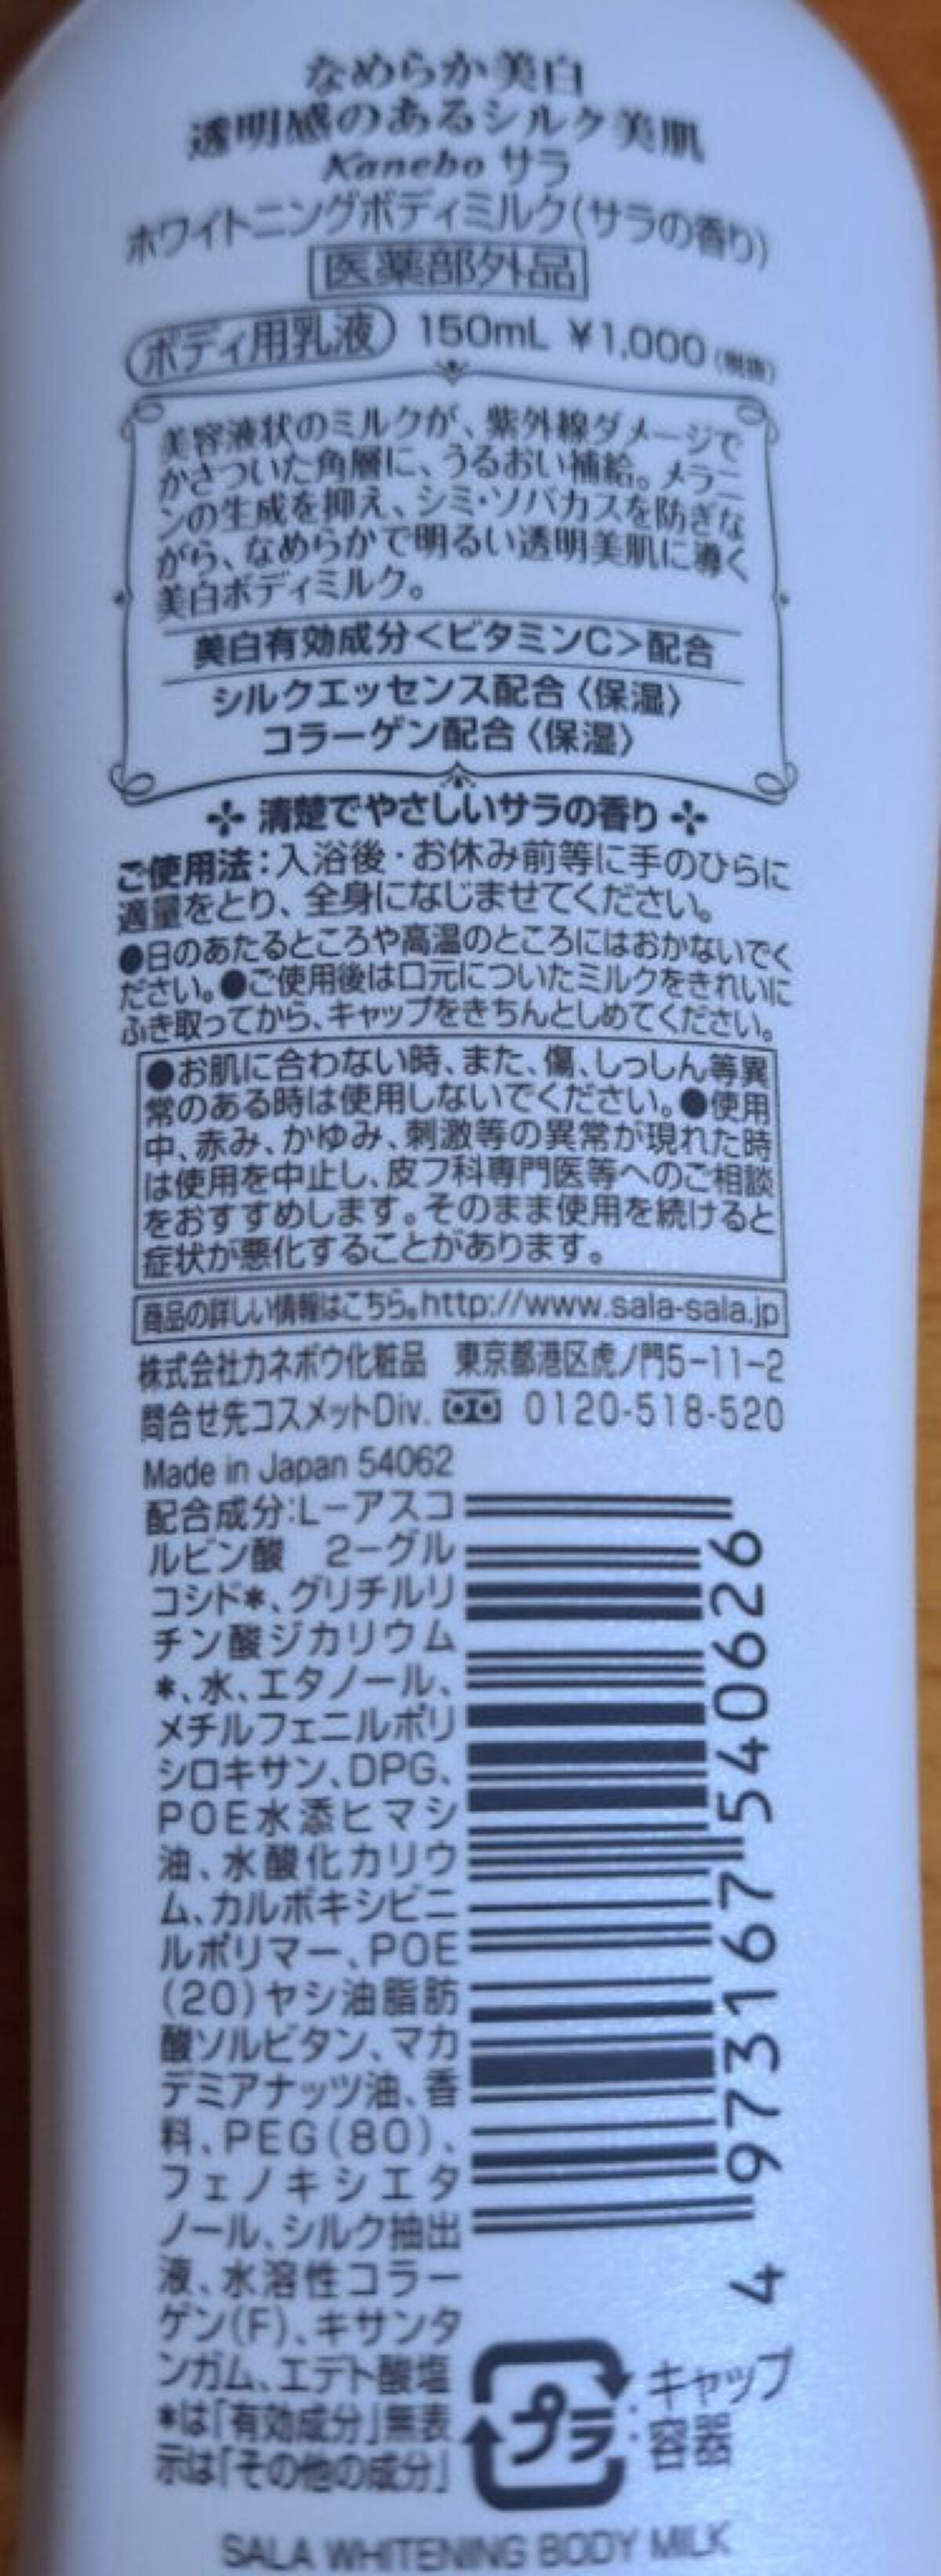 なめらか美白
透明感のあるシルク美肌
Kanebo サラ
ホワイトニングボディミルク(サラの香り)
医薬部外品
ボディ用乳液 150mL ¥1,000(税抜)
美容液状のミルクが、紫外線ダメージで
かさついた角層に、うるおい補給。メラニ
ンの生成を抑え、シミ・ソバカスを防ぎな
がら、なめらかで明るい透明美肌に導く
美白ボディミルク。
美白有効成分<ビタミンC>配合
シルクエッセンス配合〈保湿〉
コラーゲン配合〈保湿〉
清楚でやさしいサラの香り
ご使用法:入浴後・お休み前等に手のひらに
適量をとり、全身になじませてください。
●日のあたるところや高温のところにはおかないでく
ださい。●ご使用後は口元についたミルクをきれいに
ふき取ってから、キャップをきちんとしめてください。
●お肌に合わない時、また、傷、しっしん等異
常のある時は使用しないでください。●使用
中、赤み、かゆみ、刺激等の異常が現れた時
は使用を中止し、皮フ科専門医等へのご相談
をおすすめします。そのまま使用を続けると
症状が悪化することがあります。
商品の詳しい情報はこちら。http://www.sala-sala.jp
株式会社カネボウ化粧品 東京都港区虎ノ門5-11-2
問合せ先コスメットDiv. 0120-518-520
Made in Japan 54062
配合成分:L-アスコ
ルビン酸 2-グル
コシド*、グリチルリ
チン酸ジカリウム
*、水、エタノール、
メチルフェニルポリ
シロキサン、DPG、
POE水添ヒマシ
油、水酸化カリウ
ム、カルボキシビニ
ルポリマー、POE
(20)ヤシ油脂肪
酸ソルビタン、マカ
デミアナッツ油、香
料、PEG(80)、
フェノキシエタ
ノール、シルク抽出
液、水溶性コラー
ゲン(F)、キサンタ
ンガム、エデト酸塩
*は「有効成分」無表
示は「その他の成分」
4 973167 540626
プラ
:キャップ
:容器
SALA WHITENING BODY MILK